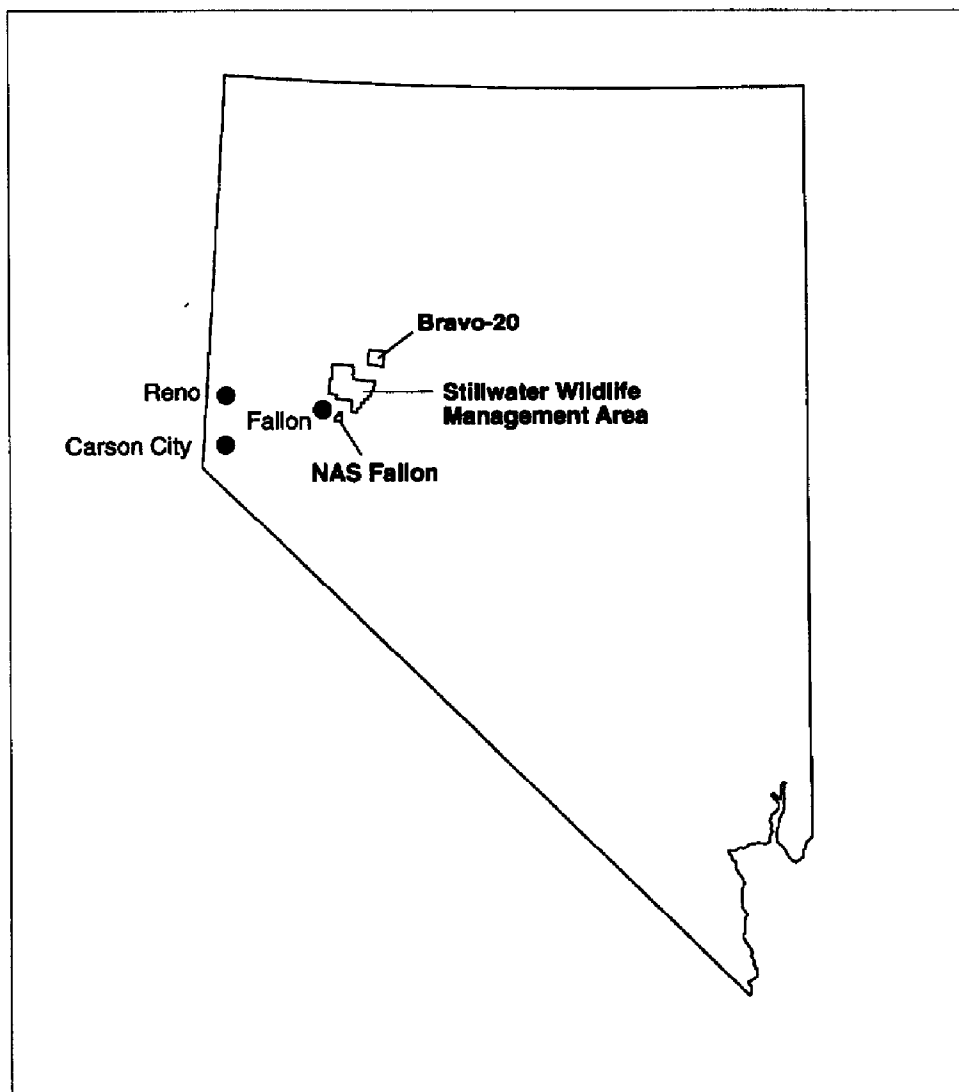 Bravo-20
Reno
Stillwater Wildlife
Management Area
Fallon
Carson City
NAS Fallon